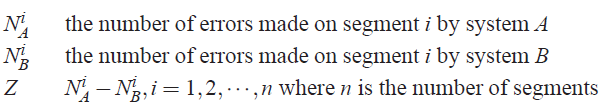 N_A^i the number of errors made on segment i by system A
N_B^i the number of errors made on segment i by system B
Z N_A^i − N_B^i, i = 1, 2, ⋯, n where n is the number of segments